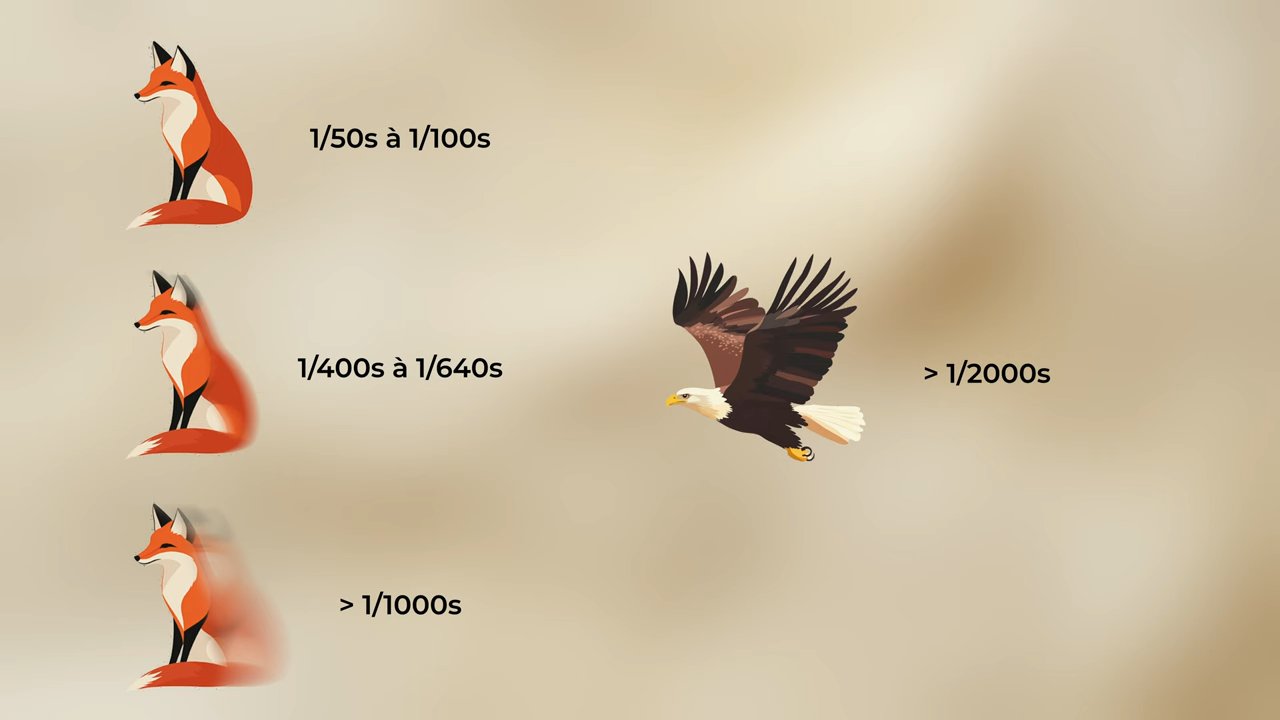 1/50s à 1/100s
1/400s à 1/640s
> 1/2000s
> 1/1000s